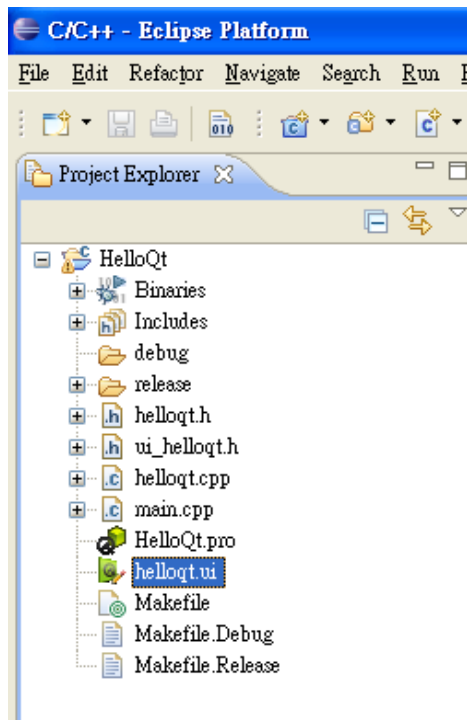 C/C++ - Eclipse Platform
File Edit Refactor Navigate Search Run
Project Explorer
HelloQt
Binaries
Includes
debug
release
helloqt.h
ui_helloqt.h
helloqt.cpp
main.cpp
HelloQt.pro
helloqt.ui
Makefile
Makefile.Debug
Makefile.Release